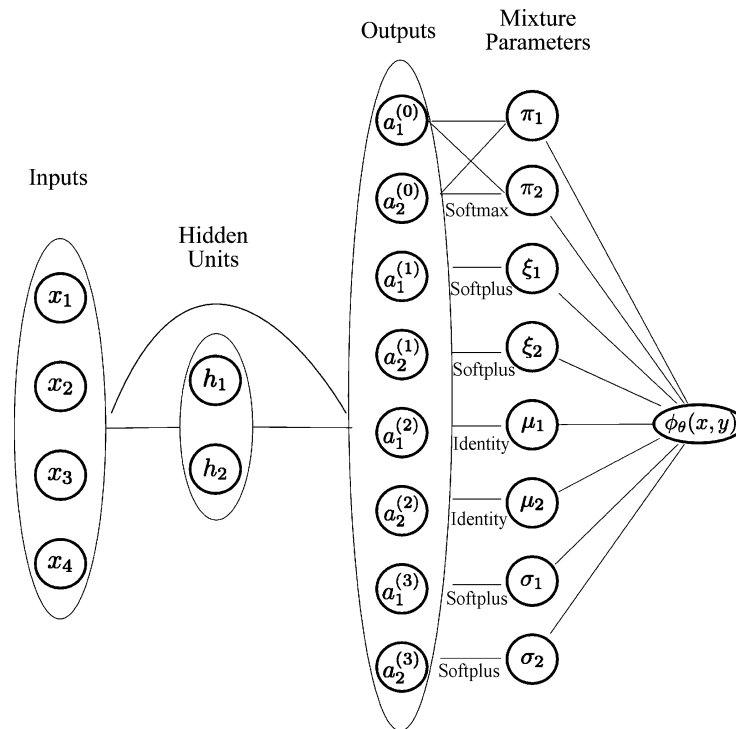 Outputs
Mixture
Parameters
Inputs
Hidden
Units
x₁
x₂
x₃
x₄
h₁
h₂
a₁⁽⁰⁾
a₂⁽⁰⁾
a₁⁽¹⁾
a₂⁽¹⁾
a₁⁽²⁾
a₂⁽²⁾
a₁⁽³⁾
a₂⁽³⁾
Softmax
Softplus
Softplus
Identity
Identity
Softplus
Softplus
π₁
π₂
ξ₁
ξ₂
μ₁
μ₂
σ₁
σ₂
ϕ_θ(x, y)